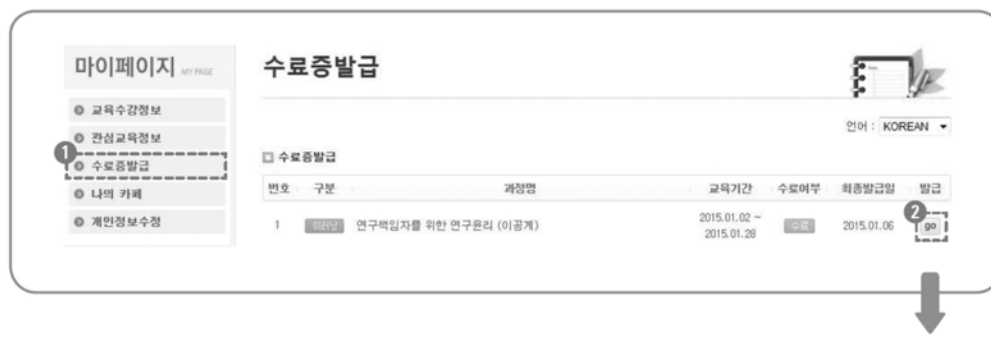 마이페이지 MY PAGE
교육수강정보
관심교육정보
1
수료증발급
나의 카페
개인정보수정
수료증발급
언어 : KOREAN
수료증발급
번호 구분 과정명 교육기간 수료여부 최종발급일 발급
1 이러닝 연구책임자를 위한 연구윤리 (이공계) 2015.01.02 ~ 2015.01.28 수료 2015.01.06 2 go